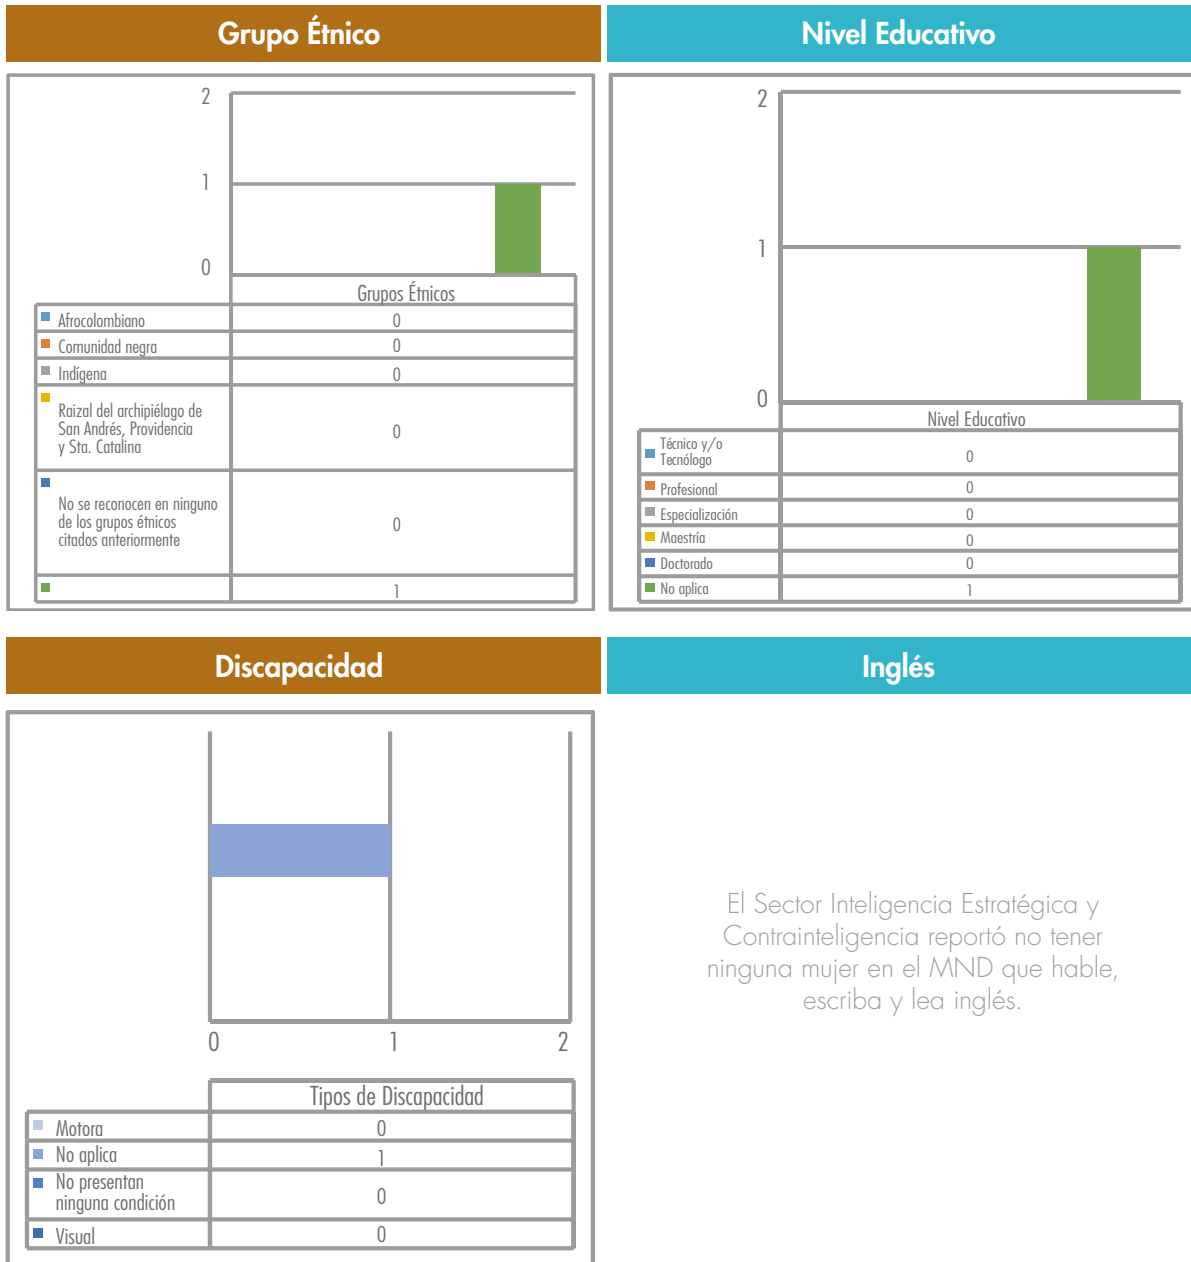 Grupo Étnico
2
1
0
Grupos Étnicos
Afrocolombiano 0
Comunidad negra 0
Indígena 0
Raizal del archipiélago de
San Andrés, Providencia 0
y Sta. Catalina
No se reconocen en ninguno
de los grupos étnicos 0
citados anteriormente
1
Nivel Educativo
2
1
0
Nivel Educativo
Técnico y/o
Tecnólogo 0
Profesional 0
Especialización 0
Maestría 0
Doctorado 0
No aplica 1
Discapacidad
0 1 2
Tipos de Discapacidad
Motora 0
No aplica 1
No presentan
ninguna condición 0
Visual 0
Inglés
El Sector Inteligencia Estratégica y
Contrainteligencia reportó no tener
ninguna mujer en el MND que hable,
escriba y lea inglés.